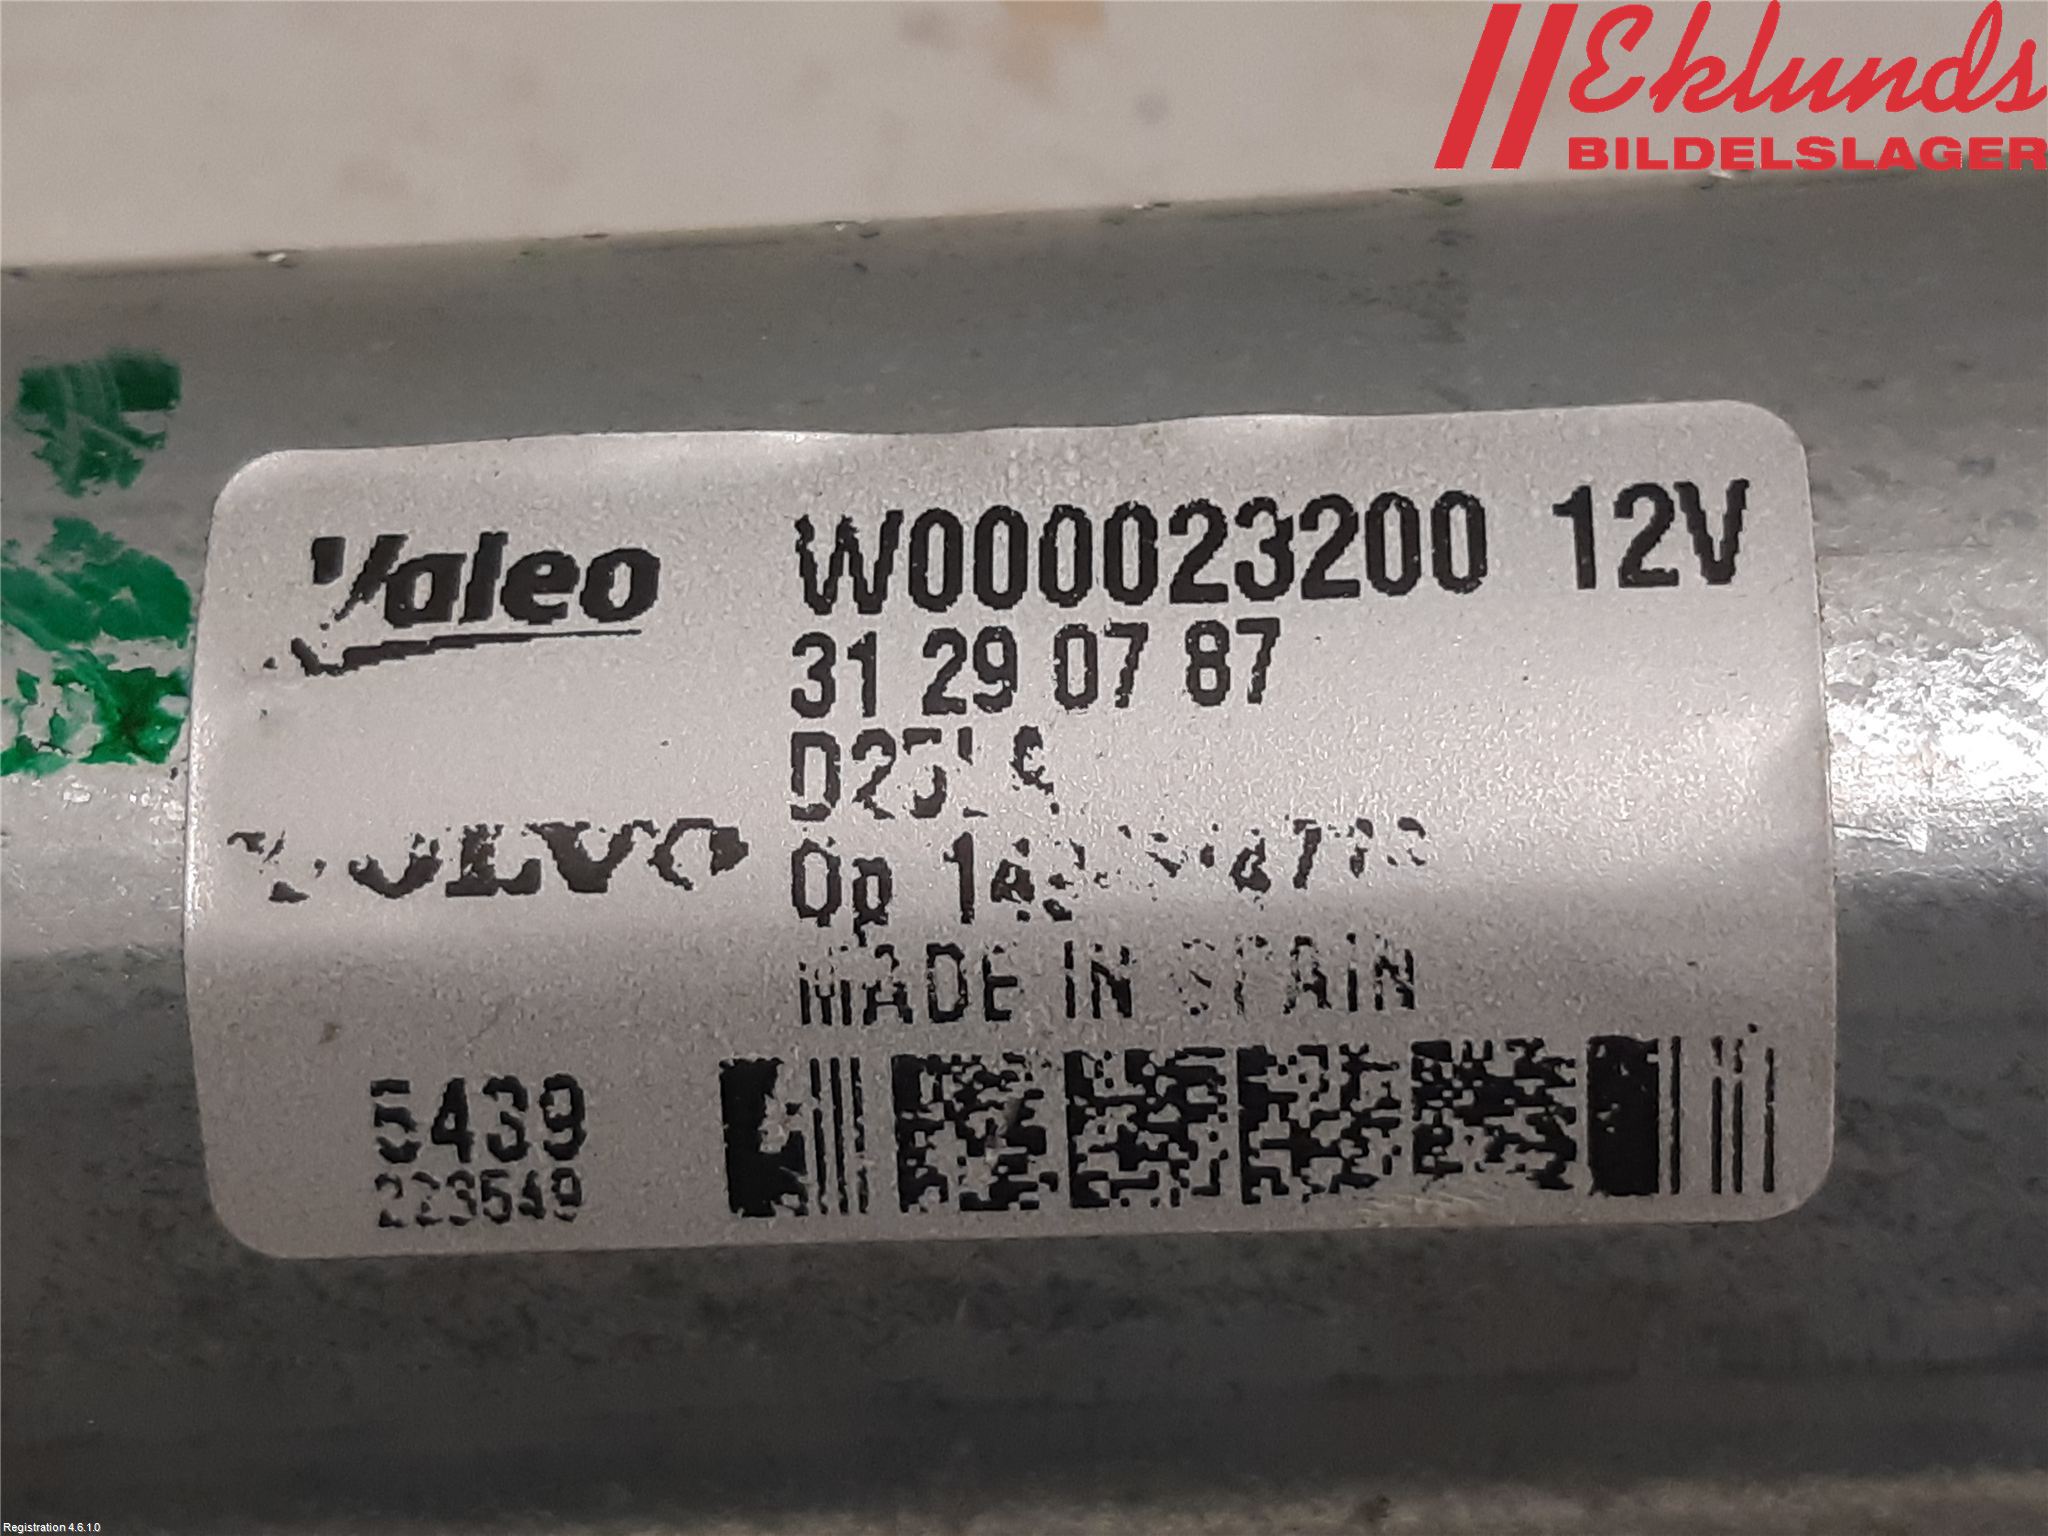 Eklunds
BILDELSLAGER
Valeo W000023200 12V
31 29 07 87
VOLVO
Op
MADE IN SPAIN
5439
223549
Registration 4.6.1.0